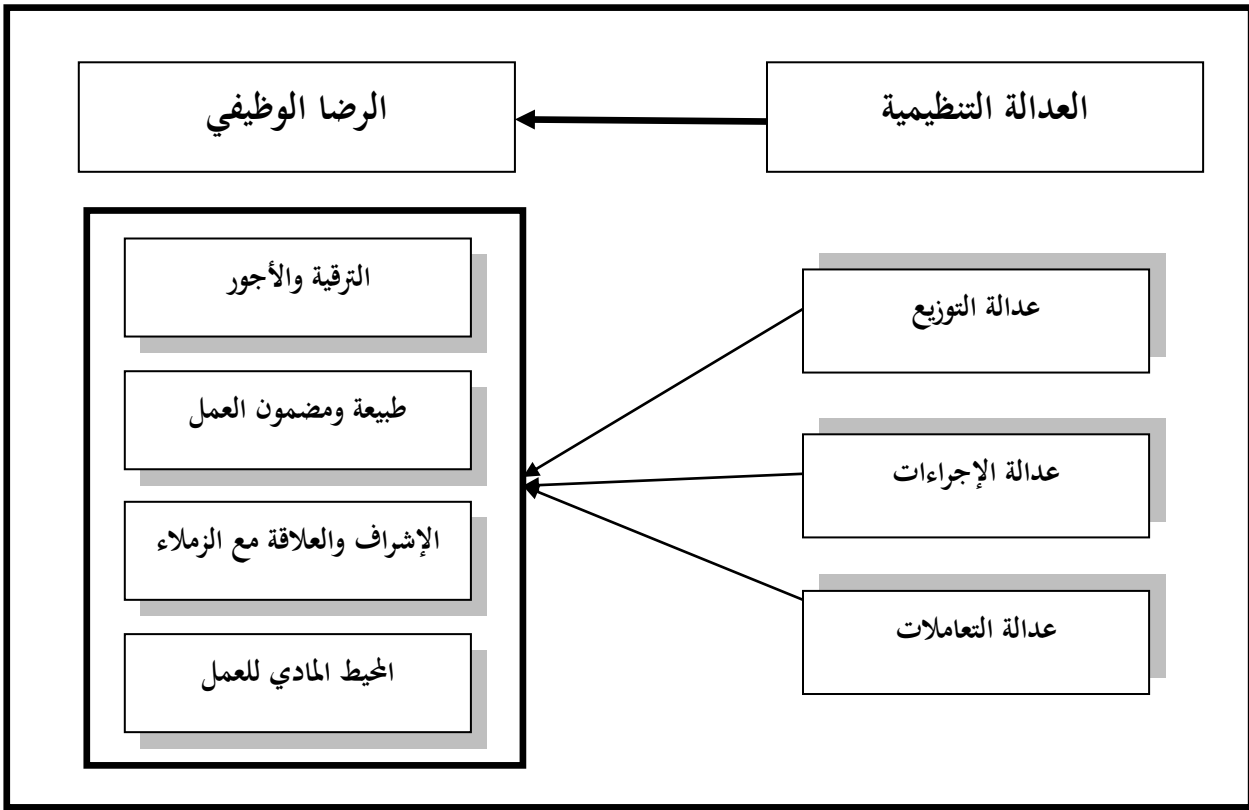 العدالة التنظيمية
الرضا الوظيفي
عدالة التوزيع
عدالة الإجراءات
عدالة التعاملات
الترقية والأجور
طبيعة ومضمون العمل
الإشراف والعلاقة مع الزملاء
المحيط المادي للعمل